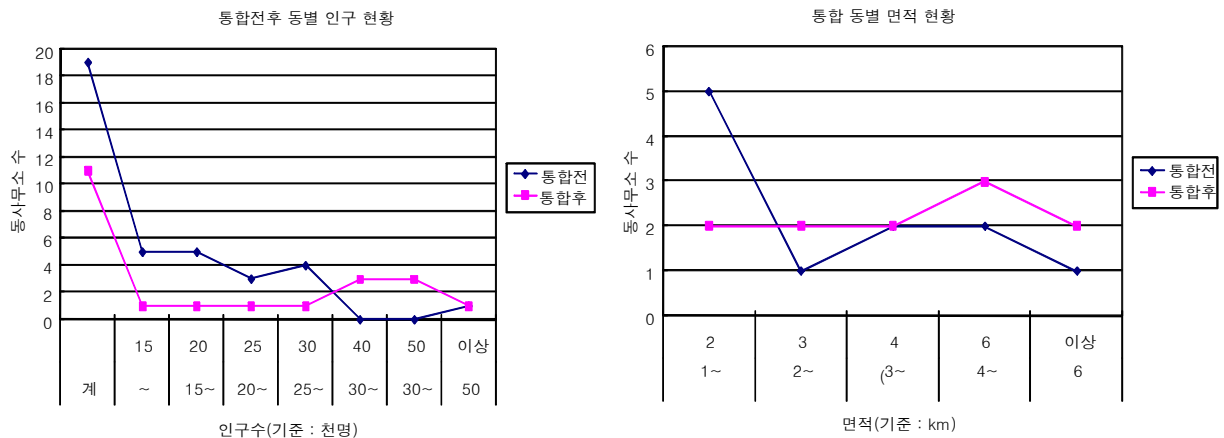 통합전후 동별 인구 현황
20
18
16
14
12
10
8
6
4
2
0
동사무소 수
15 20 25 30 40 50 이상
계 ~ 15~ 20~ 25~ 30~ 30~ 50
인구수(기준 : 천명)
통합전
통합후
통합 동별 면적 현황
6
5
4
3
2
1
0
동사무소 수
2 3 4 6 이상
1~ 2~ (3~ 4~ 6
면적(기준 : km)
통합전
통합후